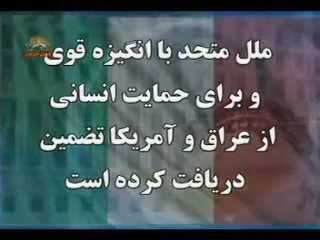 ملل متحد با انگیزه قوی
و برای حمایت انسانی
از عراق و آمریکا تضمین
دریافت کرده است